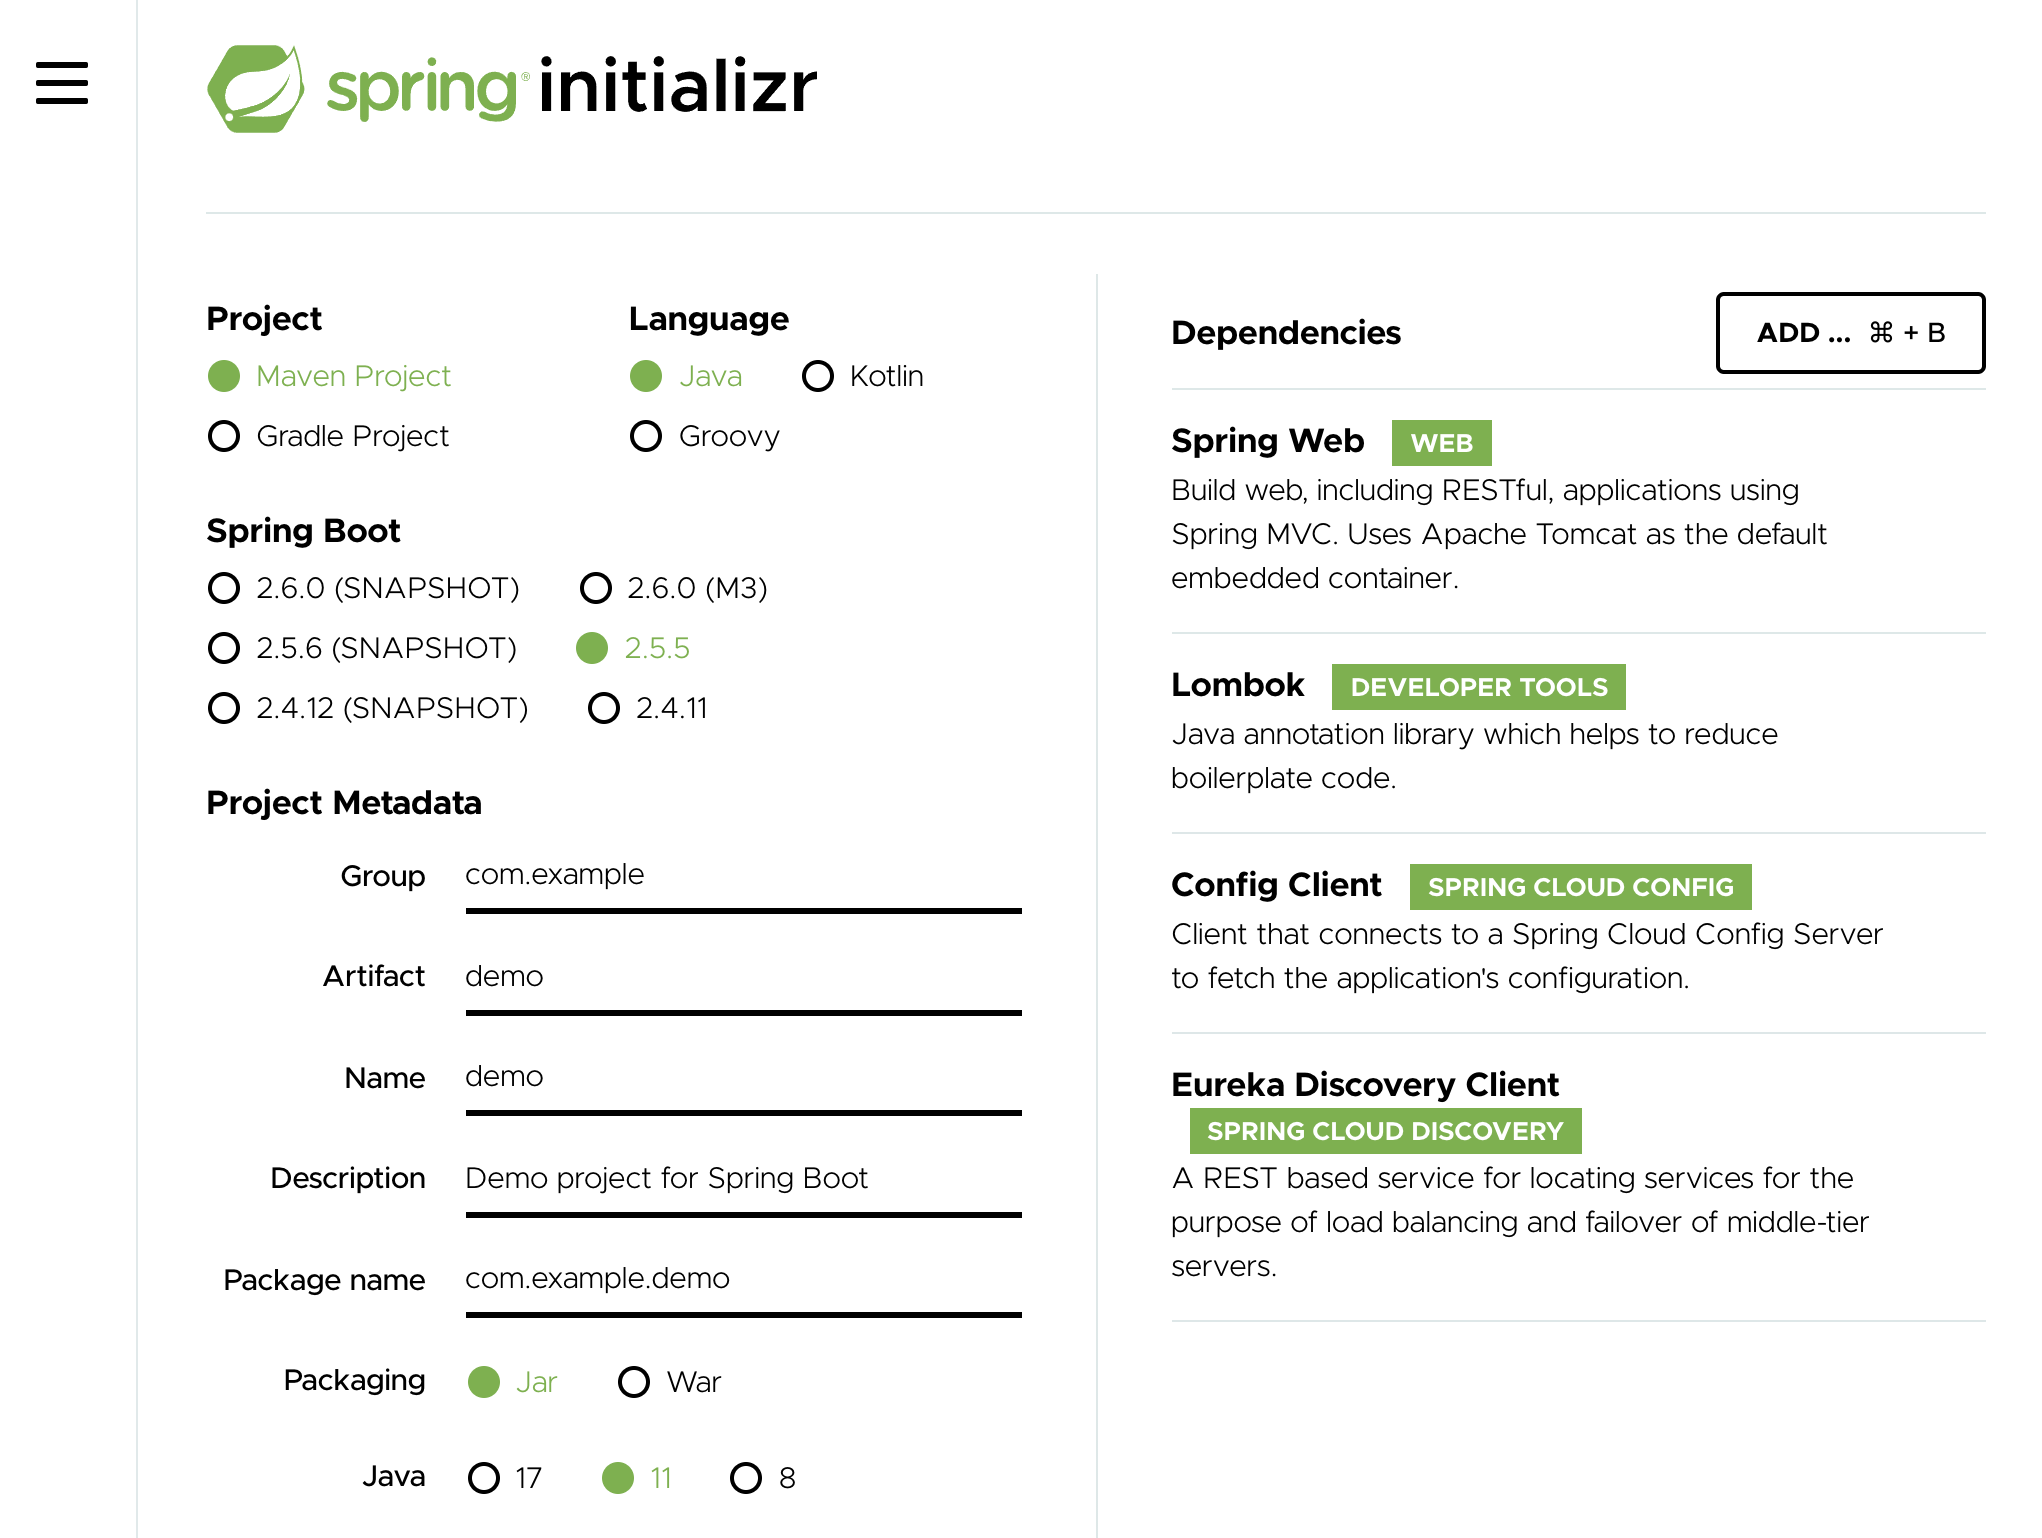 spring® initializr
Project
Maven Project
Gradle Project
Language
Java Kotlin
Groovy
Spring Boot
2.6.0 (SNAPSHOT) 2.6.0 (M3)
2.5.6 (SNAPSHOT) 2.5.5
2.4.12 (SNAPSHOT) 2.4.11
Project Metadata
Group com.example
Artifact demo
Name demo
Description Demo project for Spring Boot
Package name com.example.demo
Packaging Jar War
Java 17 11 8
Dependencies ADD ... ⌘ + B
Spring Web WEB
Build web, including RESTful, applications using
Spring MVC. Uses Apache Tomcat as the default
embedded container.
Lombok DEVELOPER TOOLS
Java annotation library which helps to reduce
boilerplate code.
Config Client SPRING CLOUD CONFIG
Client that connects to a Spring Cloud Config Server
to fetch the application's configuration.
Eureka Discovery Client
SPRING CLOUD DISCOVERY
A REST based service for locating services for the
purpose of load balancing and failover of middle-tier
servers.